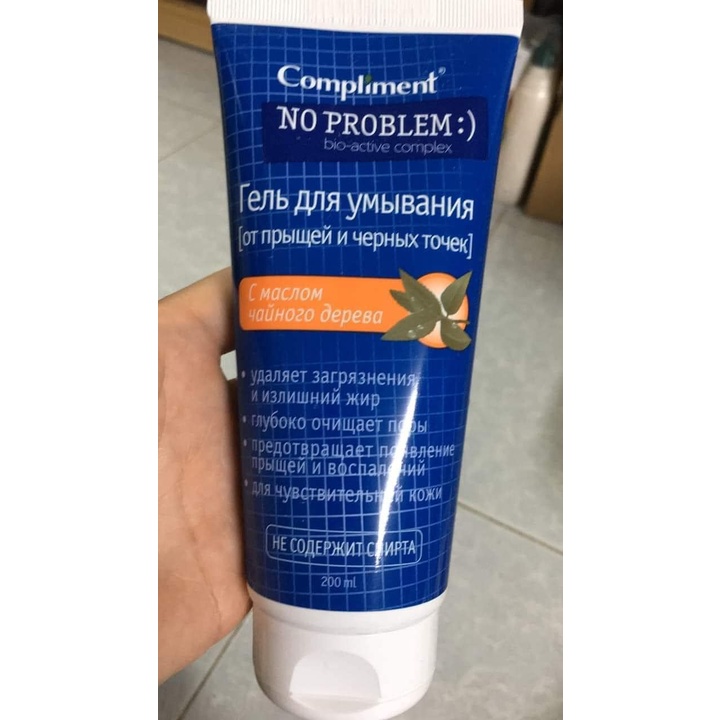 Compliment®
NO PROBLEM:)
bio-active complex
Гель для умывания
[от прыщей и черных точек]
С маслом
чайного дерева
• удаляет загрязнения
и излишний жир
• глубоко очищает поры
• предотвращает появление
прыщей и воспалений
• для чувствительной кожи
НЕ СОДЕРЖИТ СПИРТА
200 ml